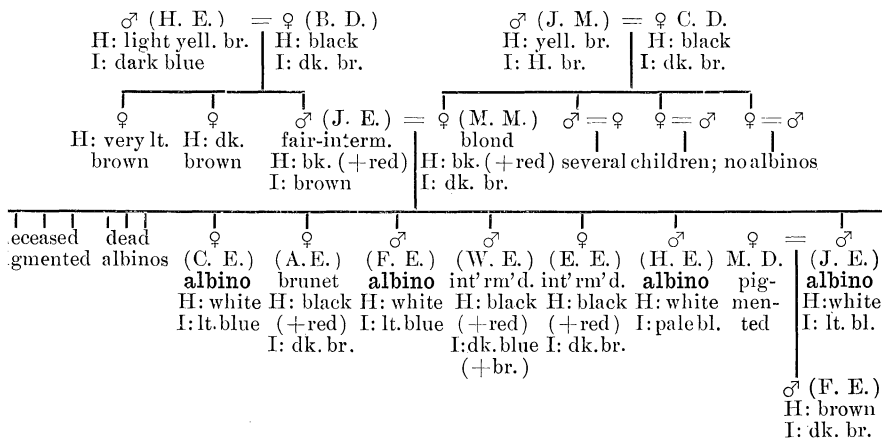 ♂ (H. E.) = ♀ (B. D.) ♂ (J. M.) = ♀ C. D.
H: light yell. br. H: black H: yell. br. H: black
I: dark blue I: dk. br. I: H. br. I: dk. br.
♀ ♀ ♂ (J. E.) = ♀ (M. M.) ♂=♀ ♀=♂ ♀=♂
H: very lt. H: dk. fair-interm. blond
brown brown H: bk. (+red) H: bk. (+red) several children; no albinos
I: brown I: dk. br.
eceased dead ♀ ♀ ♂ ♂ ♀ ♂ ♀ = ♂
gmented albinos (C. E.) (A.E.) (F. E.) (W. E.) (E. E.) (H.E.) M. D. (J. E.)
albino brunet albino int'rm'd. int'rm'd. albino pig- albino
H: white H: black H: white H: black H: black H: white men- H:white
I: lt. blue (+red) I: lt. blue (+red) (+red) I: pale bl. ted I: lt. bl.
I: dk. br. I:dk.blue I: dk. br.
(+br.)
♂ (F. E.)
H: brown
I: dk. br.